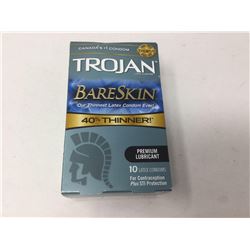 CANADA'S #1 CONDOM
TROJAN
BARESKIN
Our Thinnest Latex Condom Ever!
40% THINNER!
PREMIUM
LUBRICANT
10 LATEX CONDOMS
For Contraception
Plus STI Protection